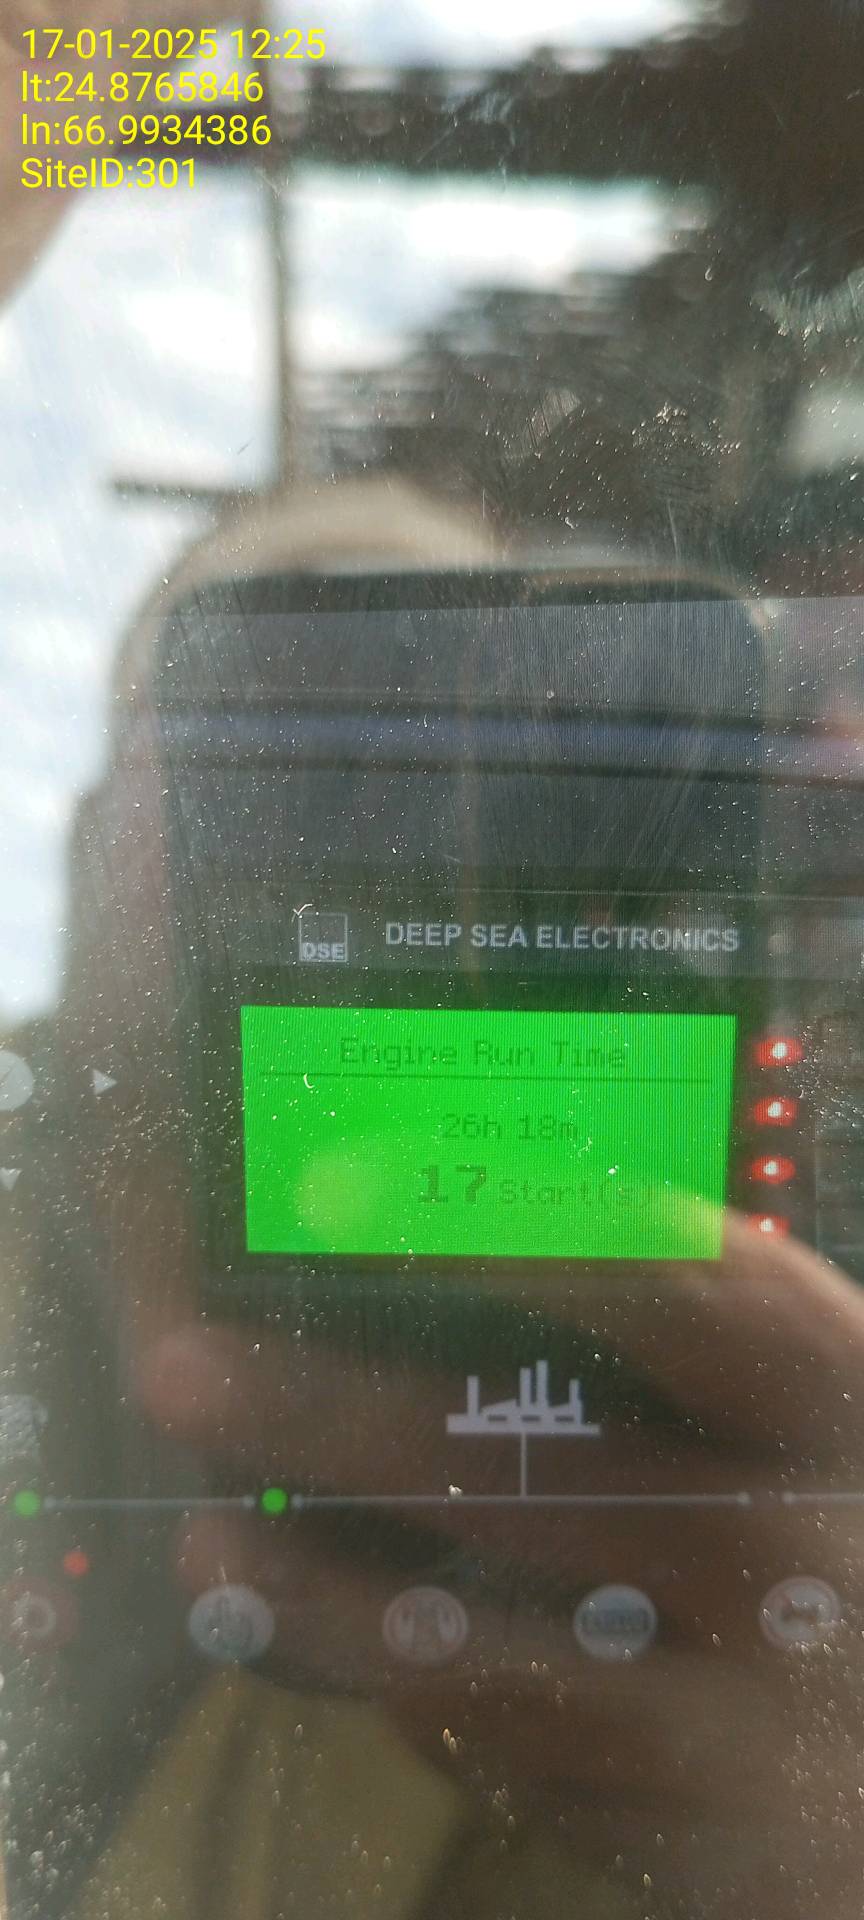 17-01-2025 12:25
lt:24.8765846
ln:66.9934386
SiteID:301
DSE
DEEP SEA ELECTRONICS
Engine Run Time
26h 18m
17 Start(s)